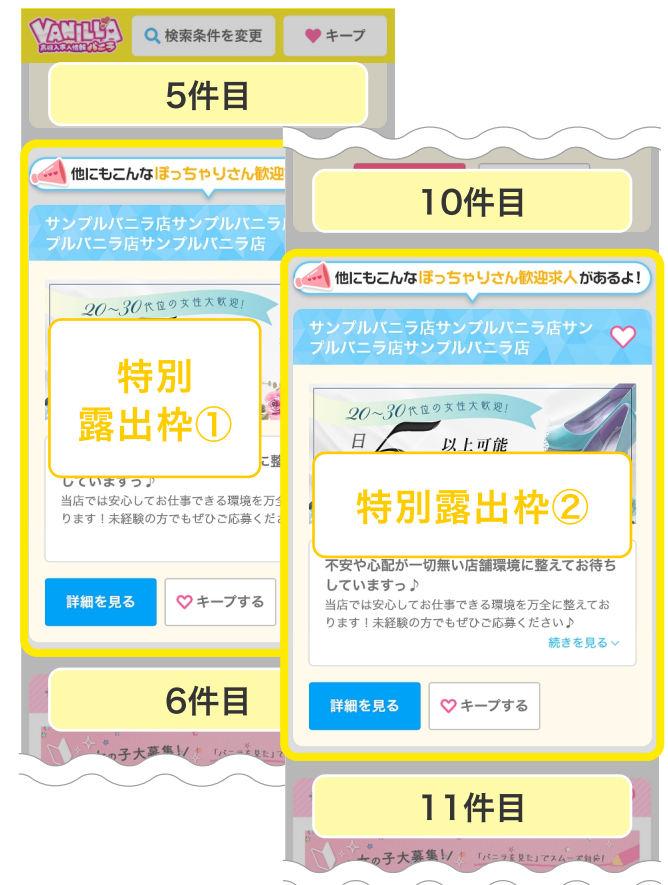 VANILLA
高収入求人情報 バニラ
検索条件を変更
キープ
5件目
他にもこんなぽっちゃりさん歓迎
サンプルバニラ店サンプルバニラ
プルバニラ店サンプルバニラ店
20〜30代位の女性大歓迎!
特別
露出枠①
に整
していますっ♪
当店では安心してお仕事できる環境を万全
ります！未経験の方でもぜひご応募くだ
詳細を見る
キープする
6件目
女の子大募集!
「バニラを見た」で
10件目
他にもこんなぽっちゃりさん歓迎求人があるよ!
サンプルバニラ店サンプルバニラ店サン
プルバニラ店サンプルバニラ店
20〜30代位の女性大歓迎!
日
5
以上可能
特別露出枠②
不安や心配が一切無い店舗環境に整えてお待ち
していますっ♪
当店では安心してお仕事できる環境を万全に整えてお
ります！未経験の方でもぜひご応募ください♪
続きを見る
詳細を見る
キープする
11件目
女の子大募集!
「バニラを見た」でスムーズ対応!